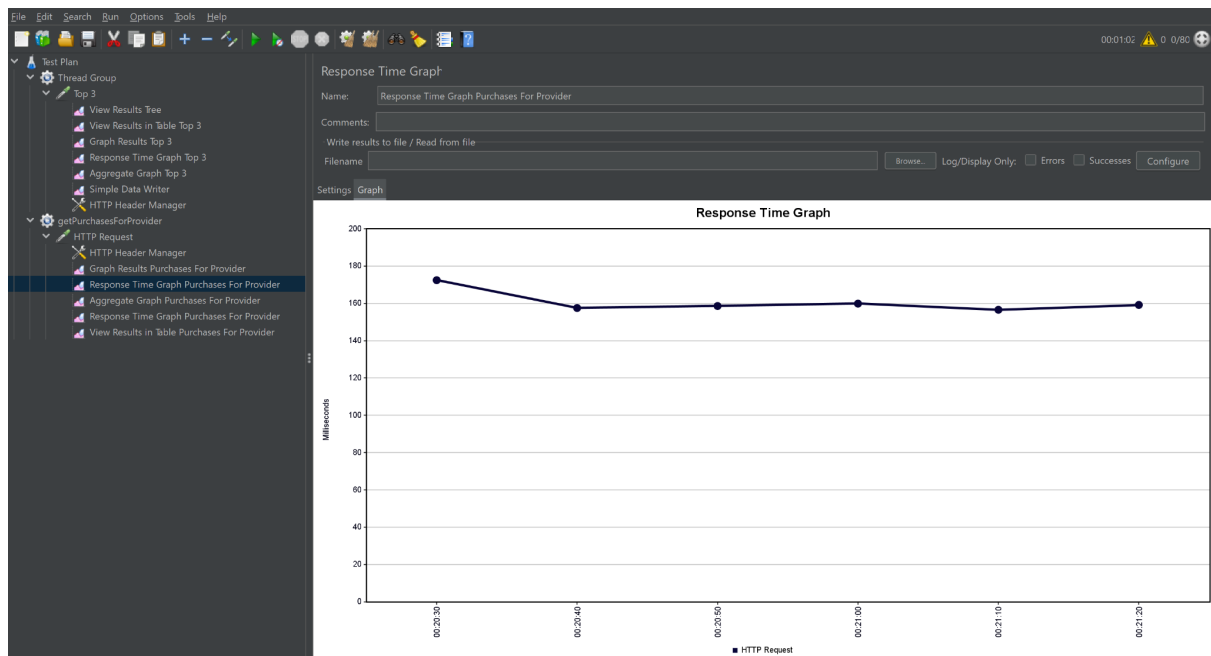 File Edit Search Run Options Tools Help
00:01:02 0 0/80
Test Plan
Thread Group
Top 3
View Results Tree
View Results in Table Top 3
Graph Results Top 3
Response Time Graph Top 3
Aggregate Graph Top 3
Simple Data Writer
HTTP Header Manager
getPurchasesForProvider
HTTP Request
HTTP Header Manager
Graph Results Purchases For Provider
Response Time Graph Purchases For Provider
Aggregate Graph Purchases For Provider
Response Time Graph Purchases For Provider
View Results in Table Purchases For Provider
Response Time Graph
Name: Response Time Graph Purchases For Provider
Comments:
Write results to file / Read from file
Filename Browse... Log/Display Only: Errors Successes Configure
Settings Graph
Response Time Graph
200
180
160
140
120
100
80
60
40
20
0
Milliseconds
00:20:30 00:20:40 00:20:50 00:21:00 00:21:10 00:21:20
HTTP Request